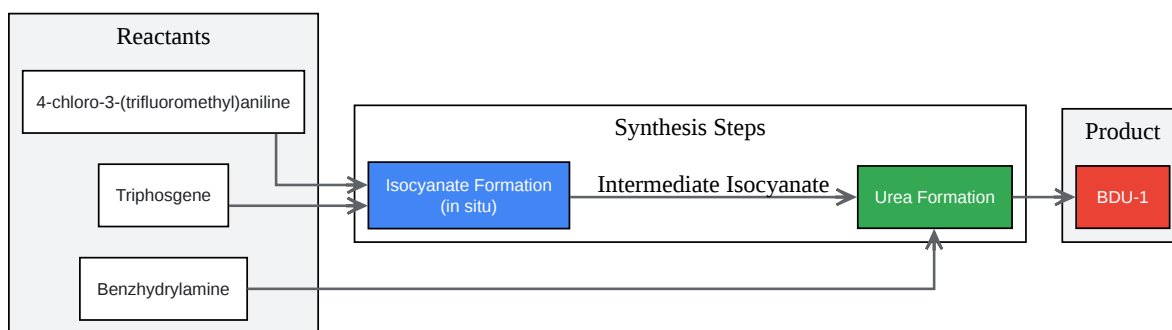 Reactants
4-chloro-3-(trifluoromethyl)aniline
Triphosgene
Benzhydrylamine
Synthesis Steps
Isocyanate Formation
(in situ)
Intermediate Isocyanate
Urea Formation
Product
BDU-1